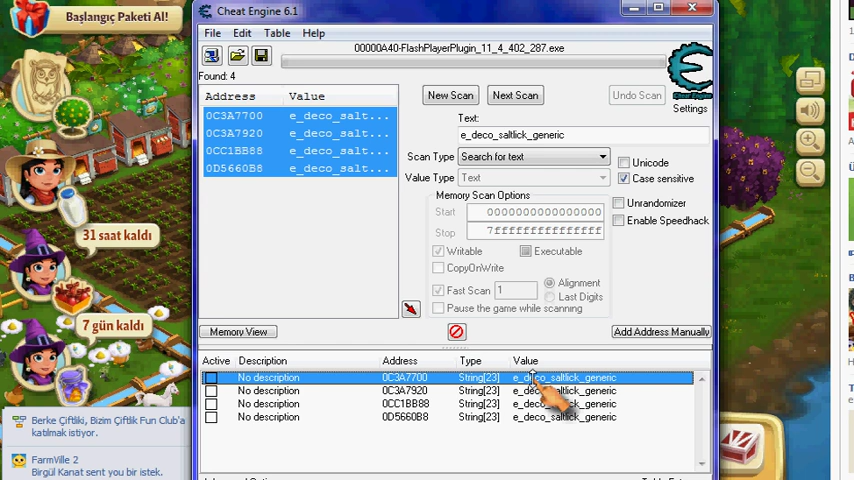 Başlangıç Paketi Al!
31 saat kaldı
7 gün kaldı
Berke Çiftliki, Bizim Çiftlik Fun Club'a
katılmak istiyor.
FarmVille 2
Birgül Kanat sent you bir istek.
Cheat Engine 6.1
File Edit Table Help
00000A40-FlashPlayerPlugin_11_4_402_287.exe
Found: 4
Settings
Address Value
0C3A7700 e_deco_salt...
0C3A7920 e_deco_salt...
0CC1BB88 e_deco_salt...
0D5660B8 e_deco_salt...
New Scan Next Scan Undo Scan
Text:
e_deco_saltlick_generic
Scan Type Search for text
Value Type Text
Unicode
Case sensitive
Memory Scan Options
Start 0000000000000000
Stop 7fffffffffffffff
Writable Executable
CopyOnWrite
Fast Scan 1
Alignment
Last Digits
Pause the game while scanning
Unrandomizer
Enable Speedhack
Memory View Add Address Manually
Active Description Address Type Value
No description 0C3A7700 String[23] e_deco_saltlick_generic
No description 0C3A7920 String[23] e_deco_saltlick_generic
No description 0CC1BB88 String[23] e_deco_saltlick_generic
No description 0D5660B8 String[23] e_deco_saltlick_generic